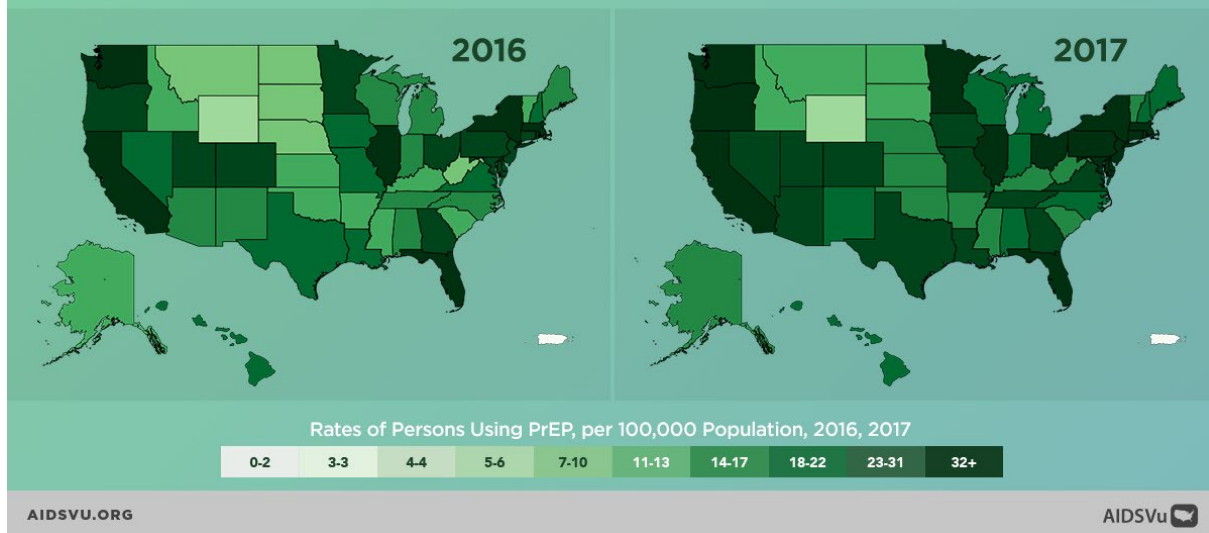 2016
2017
Rates of Persons Using PrEP, per 100,000 Population, 2016, 2017
0-2 3-3 4-4 5-6 7-10 11-13 14-17 18-22 23-31 32+
AIDSVU.ORG
AIDSVu